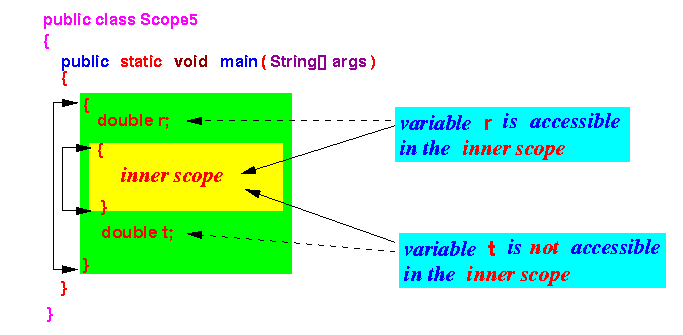 public class Scope5
{
public static void main ( String[] args )
{
{
double r;
variable r is accessible
in the inner scope
{
inner scope
}
double t;
variable t is not accessible
in the inner scope
}
}
}